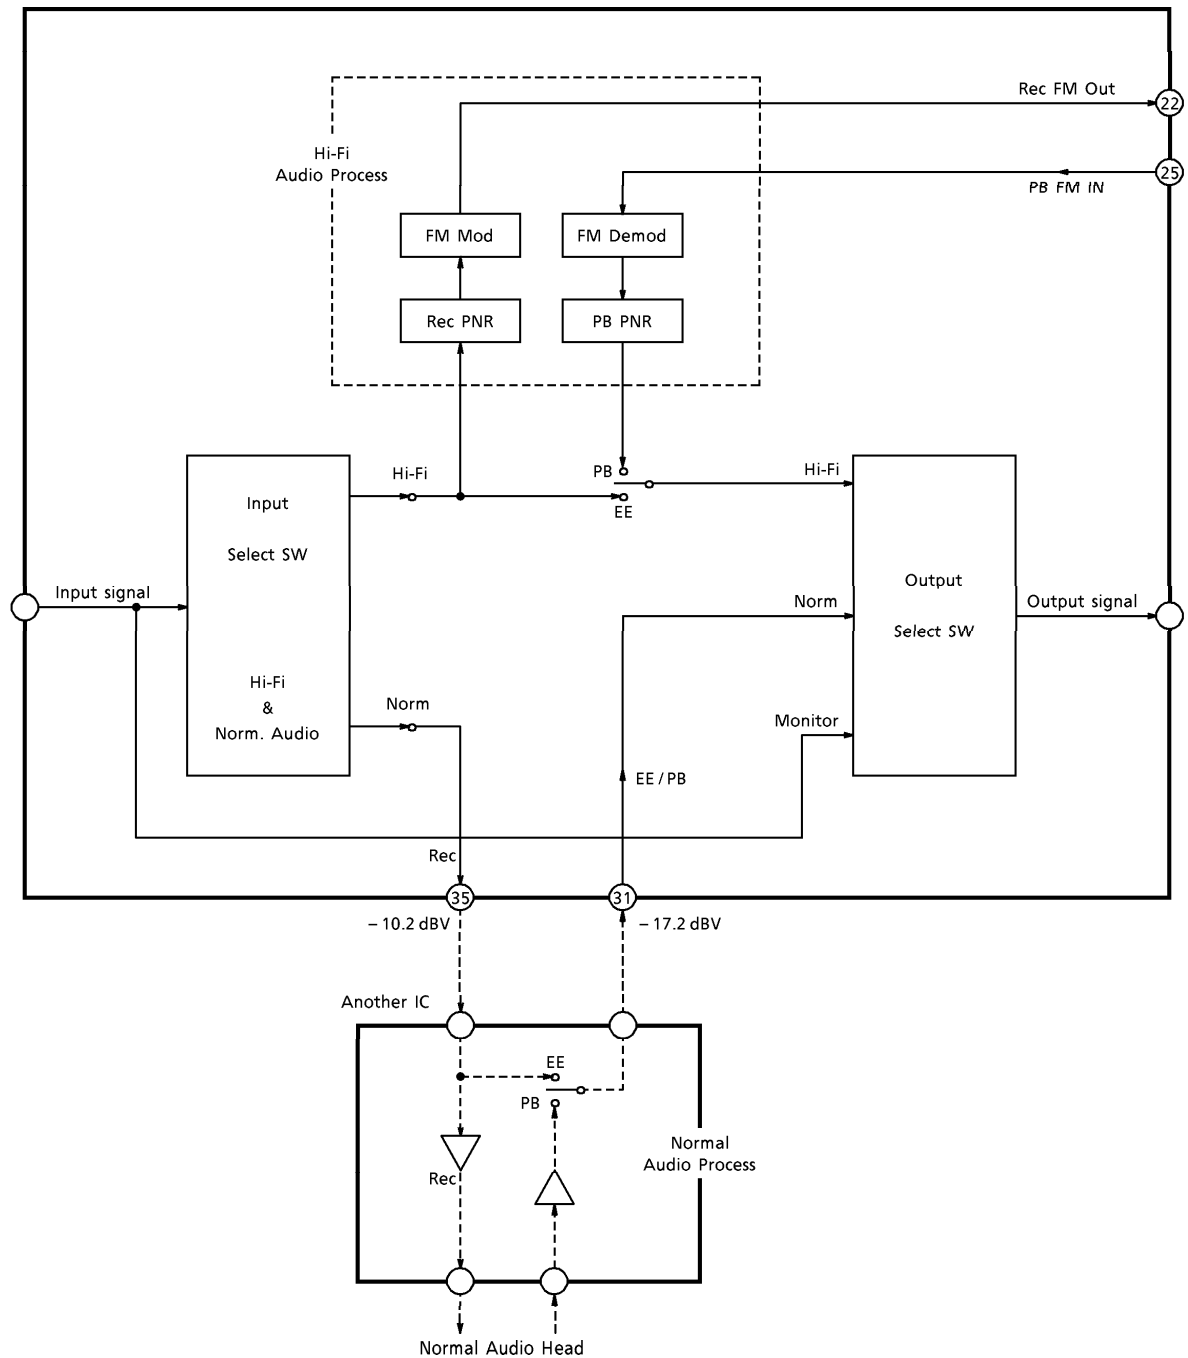 Rec FM Out
22
Hi-Fi
Audio Process
25
PB FM IN
FM Mod
FM Demod
Rec PNR
PB PNR
PB
Hi-Fi
Hi-Fi
EE
Input
Select SW
Hi-Fi
&
Norm. Audio
Input signal
Norm
Output
Select SW
Output signal
Norm
Monitor
EE / PB
Rec
35
31
– 10.2 dBV
– 17.2 dBV
Another IC
EE
PB
Normal
Audio Process
Rec
Normal Audio Head